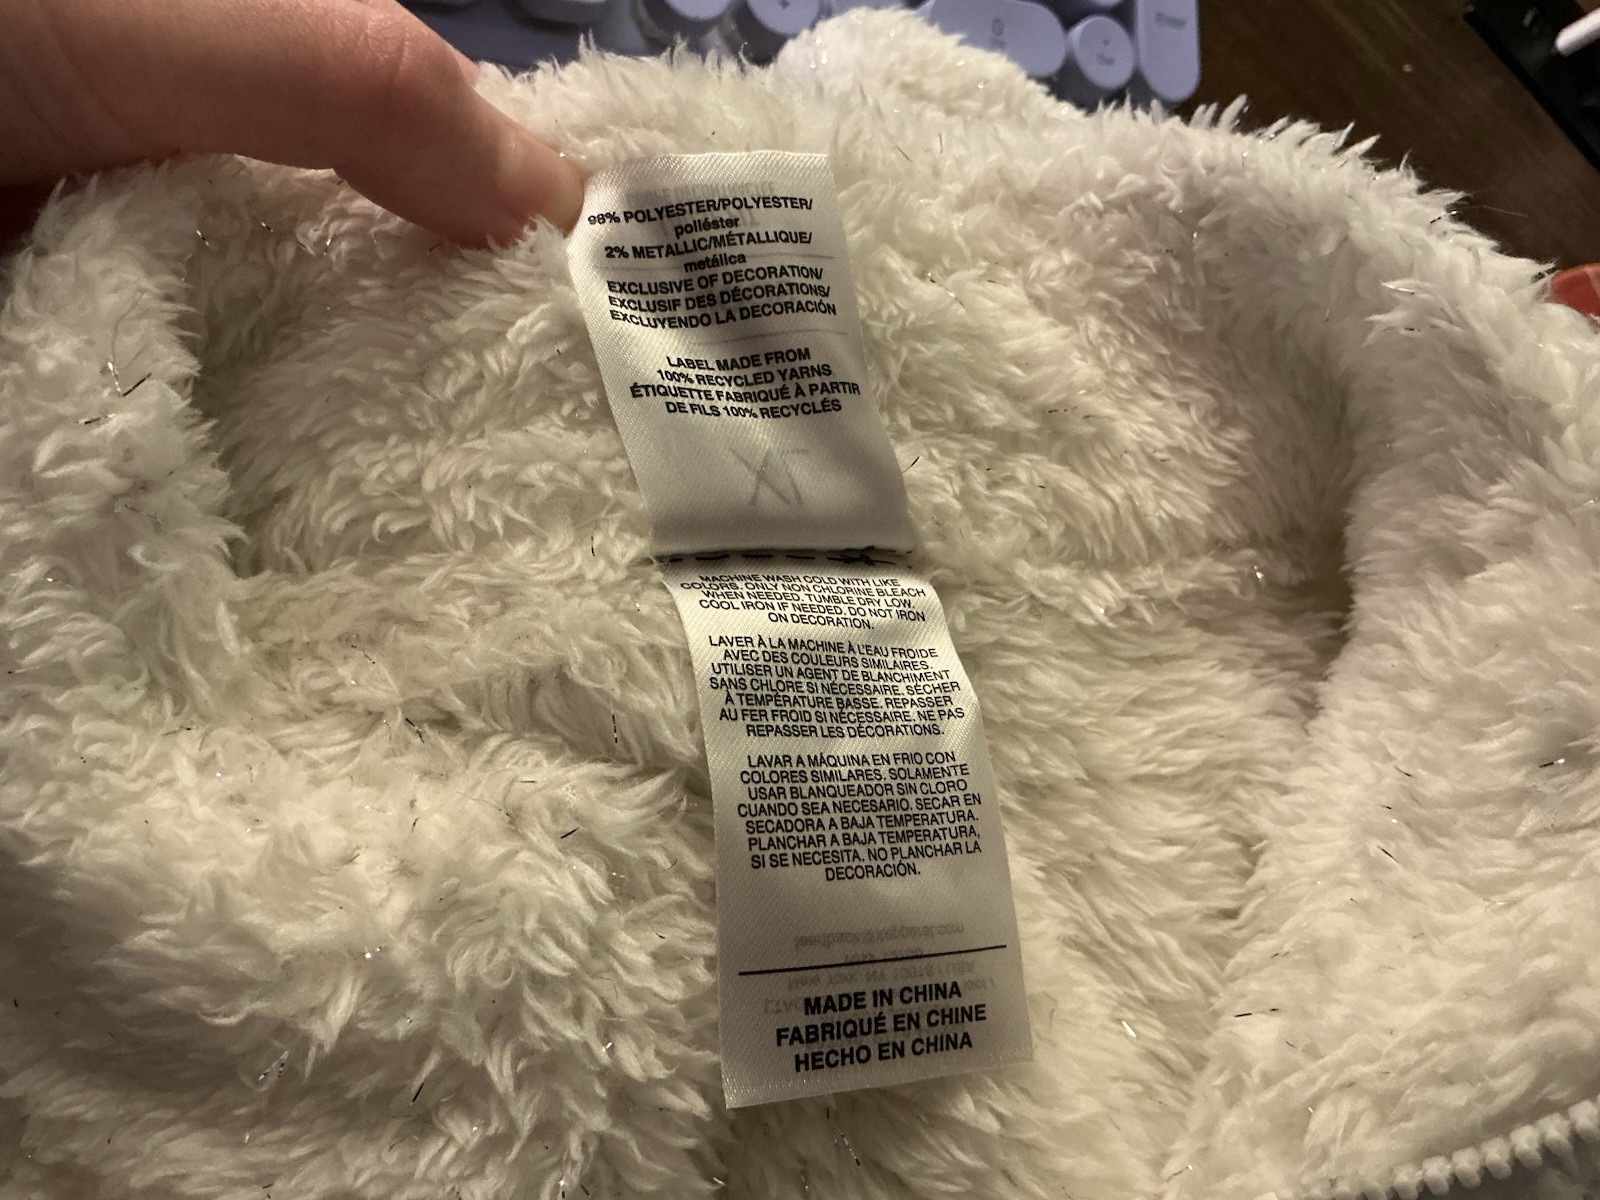 98% POLYESTER/POLYESTER/
poliéster
2% METALLIC/MÉTALLIQUE/
metálica
EXCLUSIVE OF DECORATION/
EXCLUSIF DES DÉCORATIONS/
EXCLUYENDO LA DECORACIÓN
LABEL MADE FROM
100% RECYCLED YARNS
ÉTIQUETTE FABRIQUÉ À PARTIR
DE FILS 100% RECYCLÉS
MACHINE WASH COLD WITH LIKE
COLORS. ONLY NON CHLORINE BLEACH
WHEN NEEDED. TUMBLE DRY LOW.
COOL IRON IF NEEDED. DO NOT IRON
ON DECORATION.
LAVER À LA MACHINE À L'EAU FROIDE
AVEC DES COULEURS SIMILAIRES.
UTILISER UN AGENT DE BLANCHIMENT
SANS CHLORE SI NÉCESSAIRE. SÉCHER
À TEMPÉRATURE BASSE. REPASSER
AU FER FROID SI NÉCESSAIRE. NE PAS
REPASSER LES DÉCORATIONS.
LAVAR A MÁQUINA EN FRIO CON
COLORES SIMILARES. SOLAMENTE
USAR BLANQUEADOR SIN CLORO
CUANDO SEA NECESARIO. SECAR EN
SECADORA A BAJA TEMPERATURA.
PLANCHAR A BAJA TEMPERATURA,
SI SE NECESITA. NO PLANCHAR LA
DECORACIÓN.
MADE IN CHINA
FABRIQUÉ EN CHINE
HECHO EN CHINA